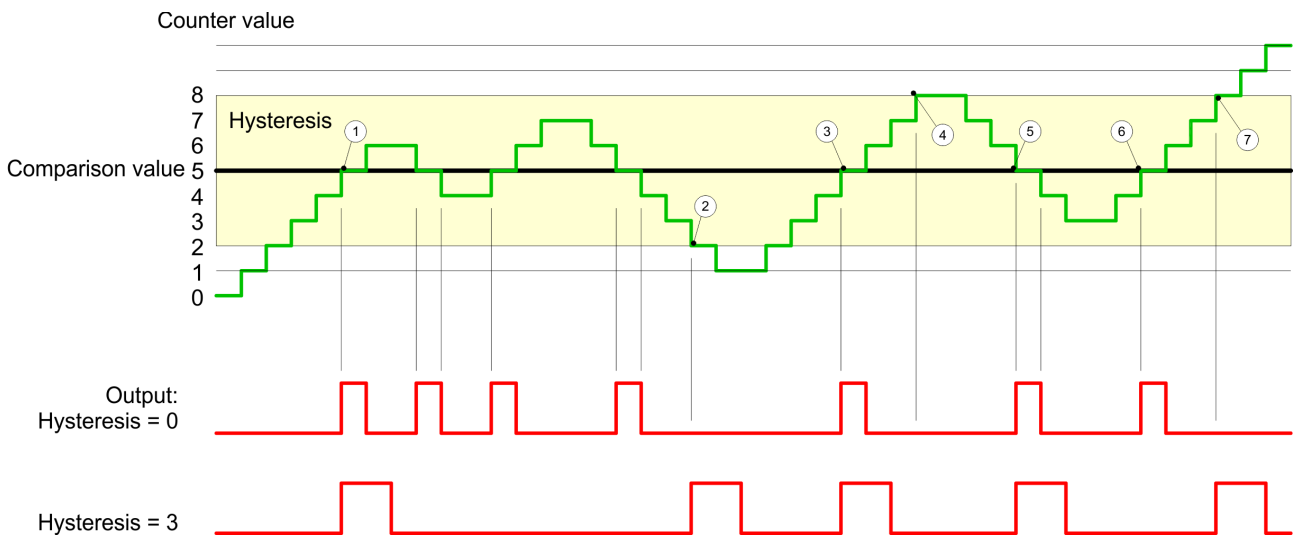 Counter value
8
7
Hysteresis
1
3
4
5
6
7
6
Comparison value 5
4
3
2
2
1
0
Output:
Hysteresis = 0
Hysteresis = 3